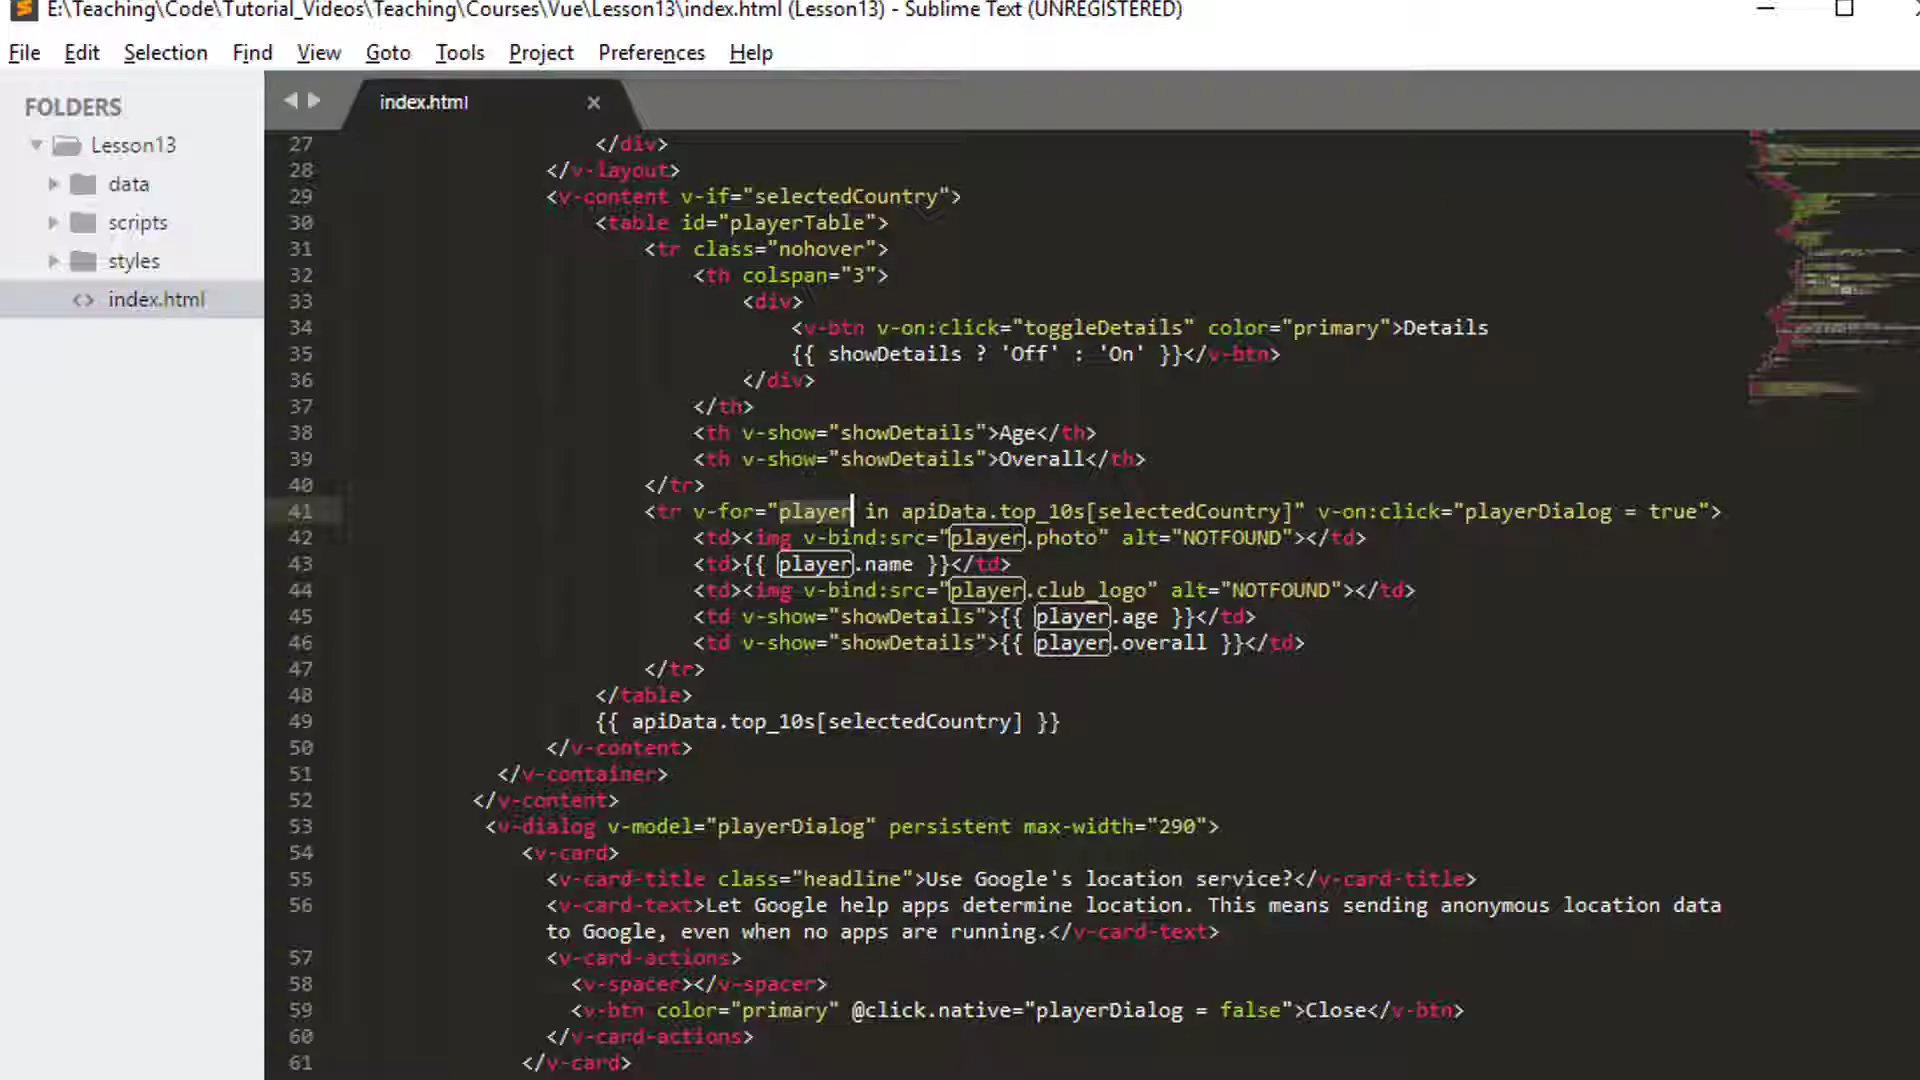 E:\Teaching\Code\Tutorial_Videos\Teaching\Courses\Vue\Lesson13\index.html (Lesson13) - Sublime Text (UNREGISTERED)
File Edit Selection Find View Goto Tools Project Preferences Help
FOLDERS
Lesson13
data
scripts
styles
<> index.html
index.html ×
27 </div>
28 </v-layout>
29 <v-content v-if="selectedCountry">
30 <table id="playerTable">
31 <tr class="nohover">
32 <th colspan="3">
33 <div>
34 <v-btn v-on:click="toggleDetails" color="primary">Details
35 {{ showDetails ? 'Off' : 'On' }}</v-btn>
36 </div>
37 </th>
38 <th v-show="showDetails">Age</th>
39 <th v-show="showDetails">Overall</th>
40 </tr>
41 <tr v-for="player in apiData.top_10s[selectedCountry]" v-on:click="playerDialog = true">
42 <td><img v-bind:src="player.photo" alt="NOTFOUND"></td>
43 <td>{{ player.name }}</td>
44 <td><img v-bind:src="player.club_logo" alt="NOTFOUND"></td>
45 <td v-show="showDetails">{{ player.age }}</td>
46 <td v-show="showDetails">{{ player.overall }}</td>
47 </tr>
48 </table>
49 {{ apiData.top_10s[selectedCountry] }}
50 </v-content>
51 </v-container>
52 </v-content>
53 <v-dialog v-model="playerDialog" persistent max-width="290">
54 <v-card>
55 <v-card-title class="headline">Use Google's location service?</v-card-title>
56 <v-card-text>Let Google help apps determine location. This means sending anonymous location data
to Google, even when no apps are running.</v-card-text>
57 <v-card-actions>
58 <v-spacer></v-spacer>
59 <v-btn color="primary" @click.native="playerDialog = false">Close</v-btn>
60 </v-card-actions>
61 </v-card>